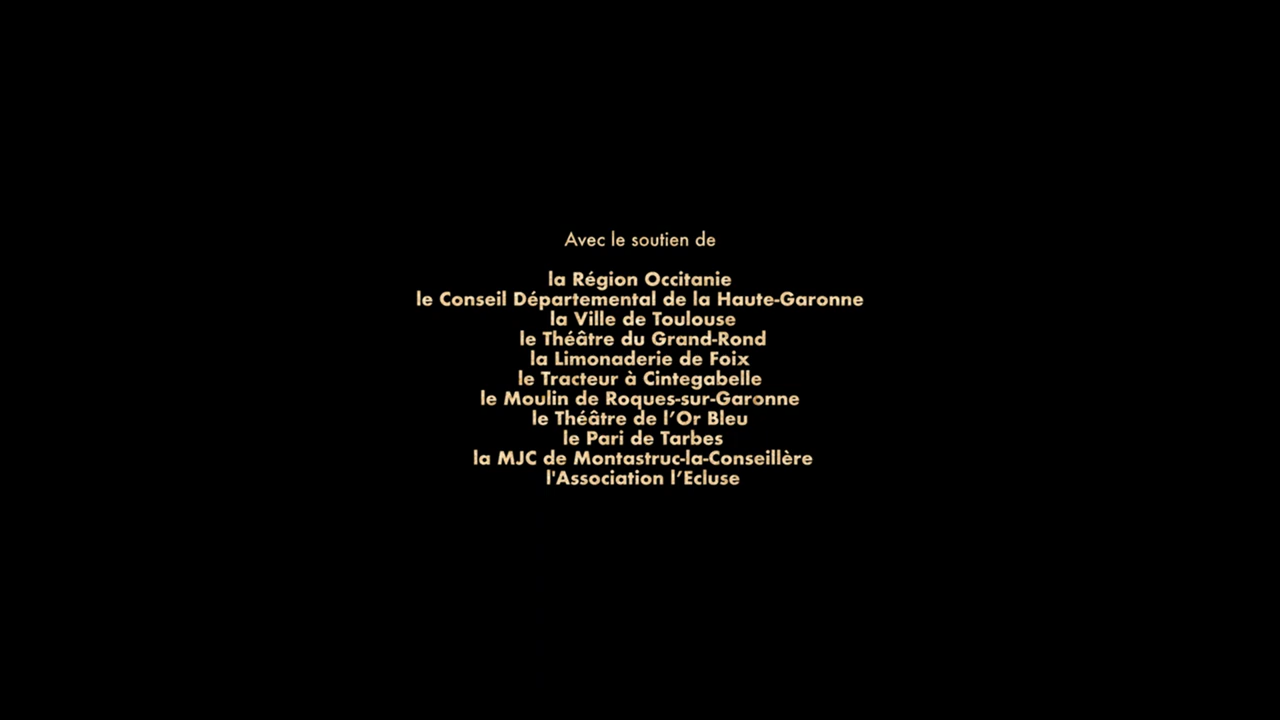 Avec le soutien de
la Région Occitanie
le Conseil Départemental de la Haute-Garonne
la Ville de Toulouse
le Théâtre du Grand-Rond
la Limonaderie de Foix
le Tracteur à Cintegabelle
le Moulin de Roques-sur-Garonne
le Théâtre de l’Or Bleu
le Pari de Tarbes
la MJC de Montastruc-la-Conseillère
l'Association l’Ecluse